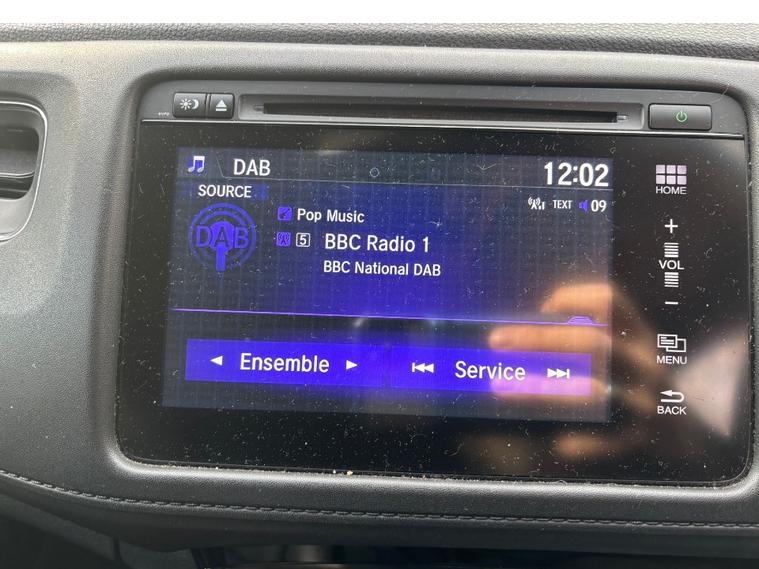 DAB
12:02
SOURCE
TEXT
09
Pop Music
DAB
5
BBC Radio 1
BBC National DAB
Ensemble
Service
HOME
+
VOL
−
MENU
BACK